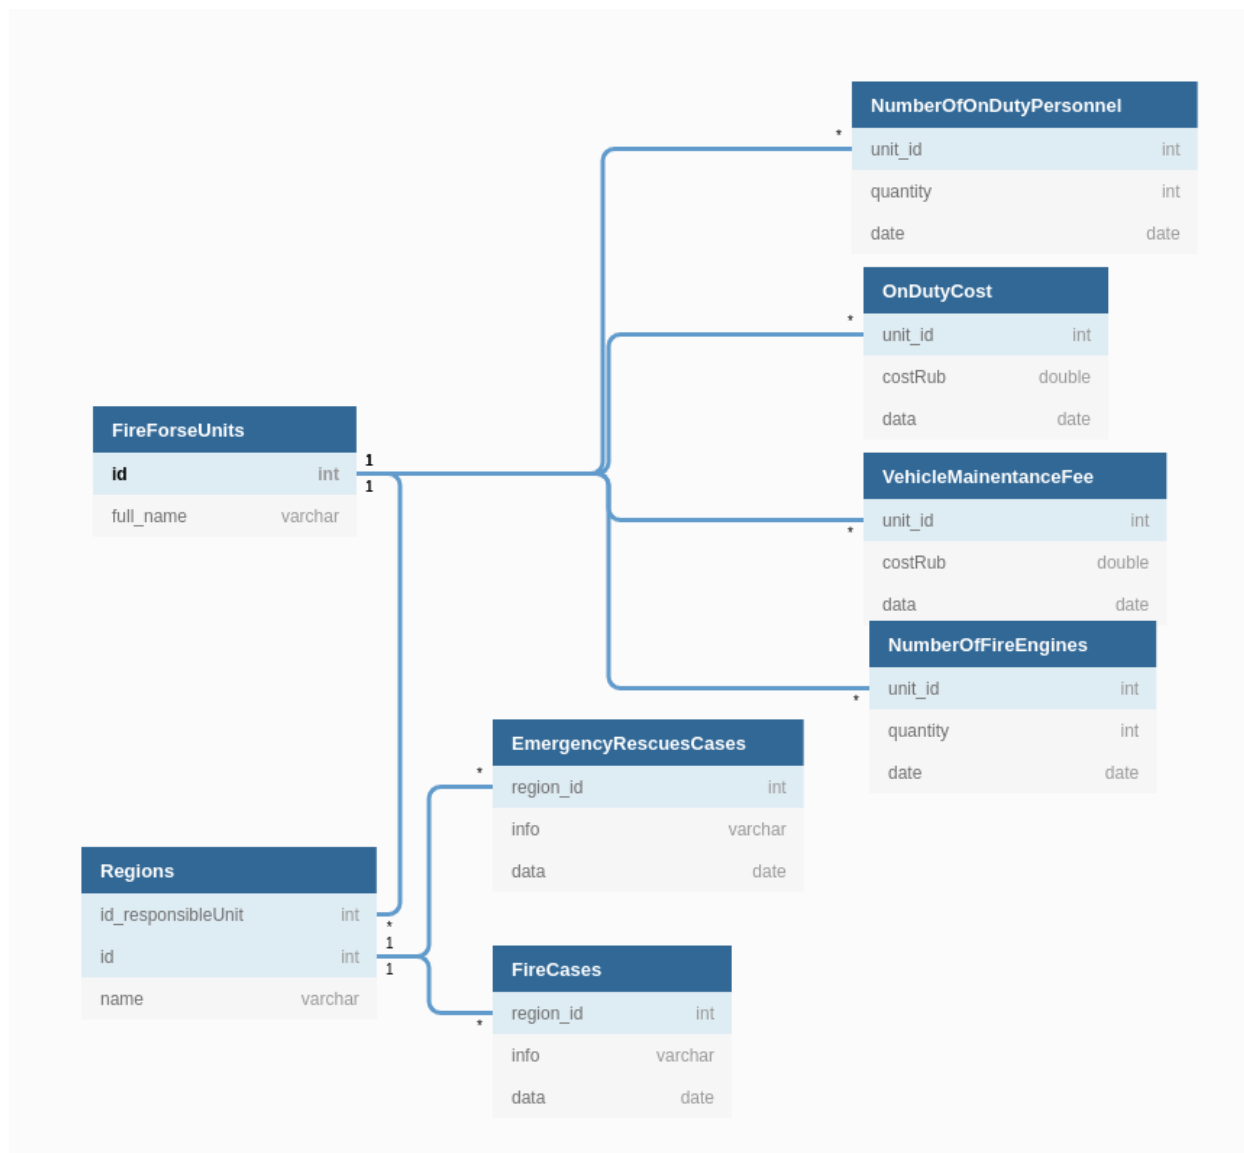 NumberOfOnDutyPersonnel
*
unit_id int
quantity int
date date
OnDutyCost
*
unit_id int
costRub double
data date
FireForseUnits
1
id int
1
full_name varchar
VehicleMainentanceFee
unit_id int
*
costRub double
data date
NumberOfFireEngines
unit_id int
*
quantity int
date date
EmergencyRescuesCases
*
region_id int
info varchar
data date
Regions
id_responsibleUnit int
*
1
id int
1
name varchar
FireCases
region_id int
*
info varchar
data date